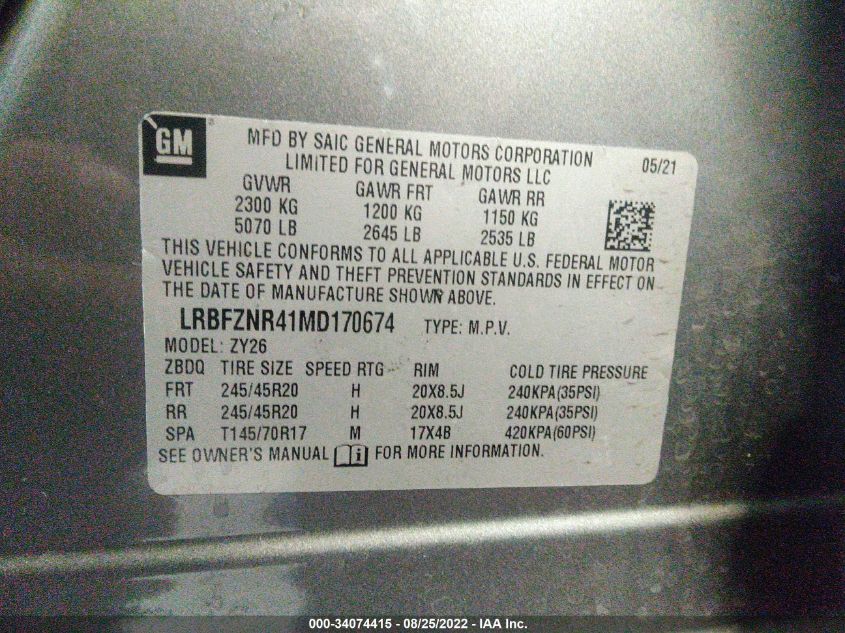 GM
MFD BY SAIC GENERAL MOTORS CORPORATION
LIMITED FOR GENERAL MOTORS LLC
05/21
GVWR GAWR FRT GAWR RR
2300 KG 1200 KG 1150 KG
5070 LB 2645 LB 2535 LB
THIS VEHICLE CONFORMS TO ALL APPLICABLE U.S. FEDERAL MOTOR
VEHICLE SAFETY AND THEFT PREVENTION STANDARDS IN EFFECT ON
THE DATE OF MANUFACTURE SHOWN ABOVE.
LRBFZNR41MD170674 TYPE: M.P.V.
MODEL: ZY26
ZBDQ TIRE SIZE SPEED RTG RIM COLD TIRE PRESSURE
FRT 245/45R20 H 20X8.5J 240KPA(35PSI)
RR 245/45R20 H 20X8.5J 240KPA(35PSI)
SPA T145/70R17 M 17X4B 420KPA(60PSI)
SEE OWNER'S MANUAL FOR MORE INFORMATION.
000-34074415 - 08/25/2022 - IAA Inc.